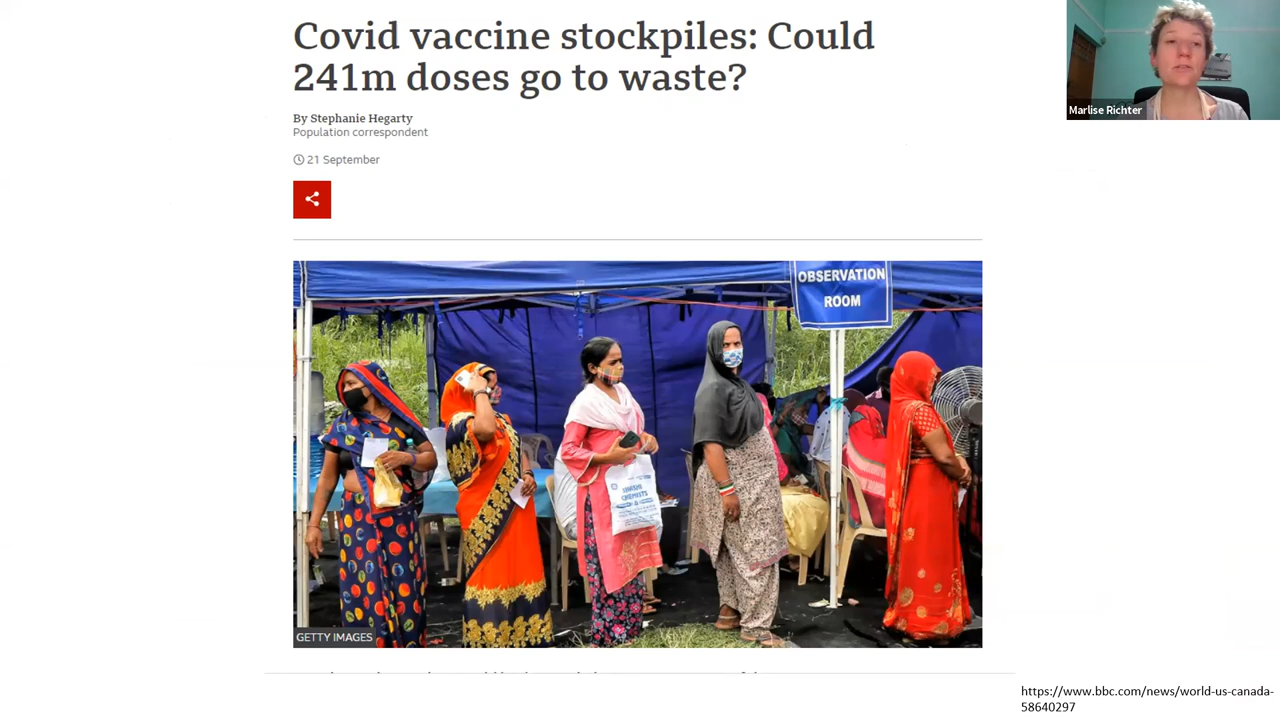 Covid vaccine stockpiles: Could
241m doses go to waste?
By Stephanie Hegarty
Population correspondent
21 September
Marlise Richter
OBSERVATION
ROOM
CHEMISTS
GETTY IMAGES
https://www.bbc.com/news/world-us-canada-
58640297